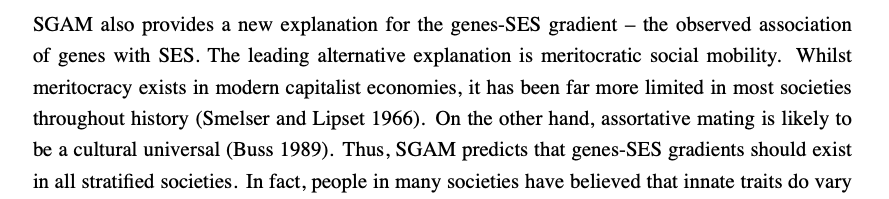 SGAM also provides a new explanation for the genes-SES gradient – the observed association
of genes with SES. The leading alternative explanation is meritocratic social mobility. Whilst
meritocracy exists in modern capitalist economies, it has been far more limited in most societies
throughout history (Smelser and Lipset 1966). On the other hand, assortative mating is likely to
be a cultural universal (Buss 1989). Thus, SGAM predicts that genes-SES gradients should exist
in all stratified societies. In fact, people in many societies have believed that innate traits do vary